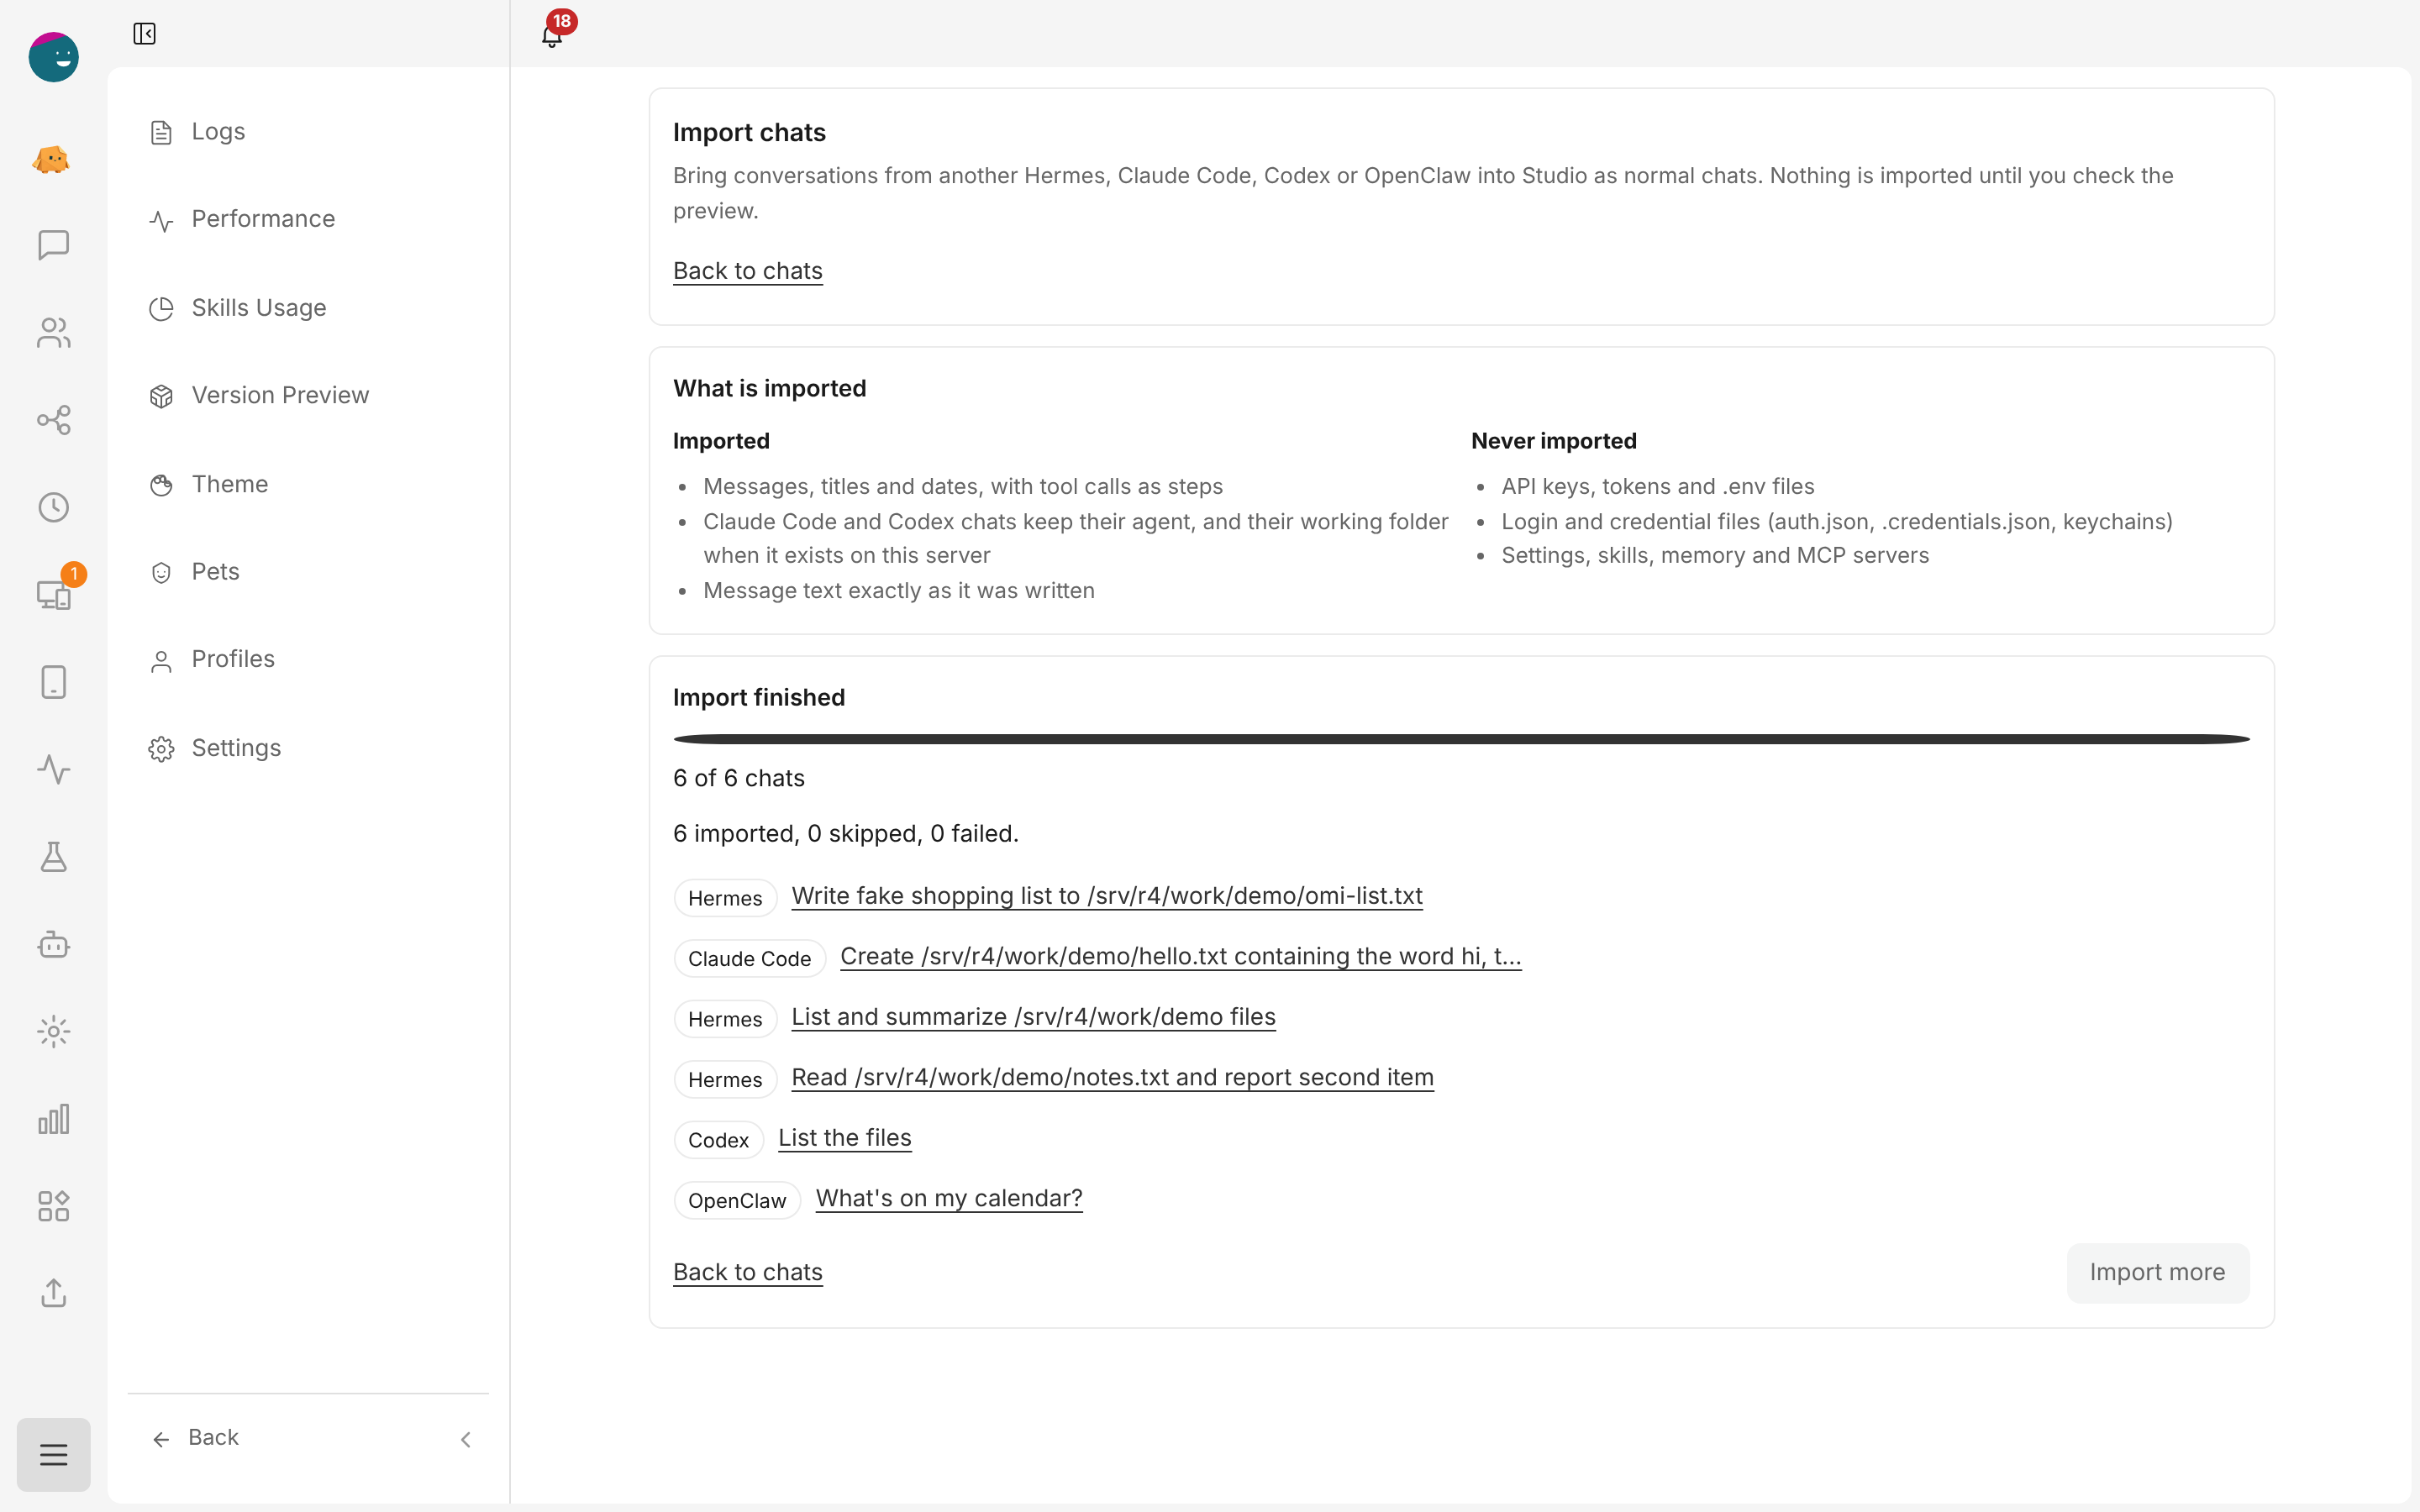 18
Logs
Performance
Skills Usage
Version Preview
Theme
Pets
Profiles
Settings
Back
1
Import chats
Bring conversations from another Hermes, Claude Code, Codex or OpenClaw into Studio as normal chats. Nothing is imported until you check the
preview.
Back to chats
What is imported
Imported
• Messages, titles and dates, with tool calls as steps
• Claude Code and Codex chats keep their agent, and their working folder
when it exists on this server
• Message text exactly as it was written
Never imported
• API keys, tokens and .env files
• Login and credential files (auth.json, .credentials.json, keychains)
• Settings, skills, memory and MCP servers
Import finished
6 of 6 chats
6 imported, 0 skipped, 0 failed.
Hermes Write fake shopping list to /srv/r4/work/demo/omi-list.txt
Claude Code Create /srv/r4/work/demo/hello.txt containing the word hi, t...
Hermes List and summarize /srv/r4/work/demo files
Hermes Read /srv/r4/work/demo/notes.txt and report second item
Codex List the files
OpenClaw What's on my calendar?
Back to chats
Import more